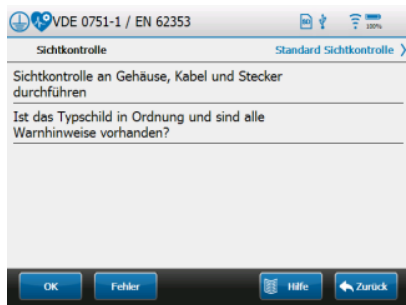 VDE 0751-1 / EN 62353
100%
Sichtkontrolle
Standard Sichtkontrolle
Sichtkontrolle an Gehäuse, Kabel und Stecker
durchführen
Ist das Typschild in Ordnung und sind alle
Warnhinweise vorhanden?
OK
Fehler
Hilfe
Zurück